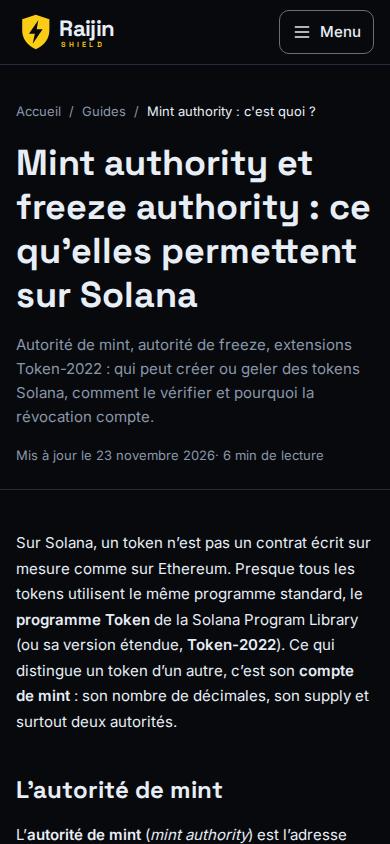 Raijin
SHIELD
Menu
Accueil / Guides / Mint authority : c'est quoi ?
Mint authority et
freeze authority : ce
qu’elles permettent
sur Solana
Autorité de mint, autorité de freeze, extensions
Token-2022 : qui peut créer ou geler des tokens
Solana, comment le vérifier et pourquoi la
révocation compte.
Mis à jour le 23 novembre 2026· 6 min de lecture
Sur Solana, un token n’est pas un contrat écrit sur
mesure comme sur Ethereum. Presque tous les
tokens utilisent le même programme standard, le
programme Token de la Solana Program Library
(ou sa version étendue, Token-2022). Ce qui
distingue un token d’un autre, c’est son compte
de mint : son nombre de décimales, son supply et
surtout deux autorités.
L’autorité de mint
L’autorité de mint (mint authority) est l’adresse